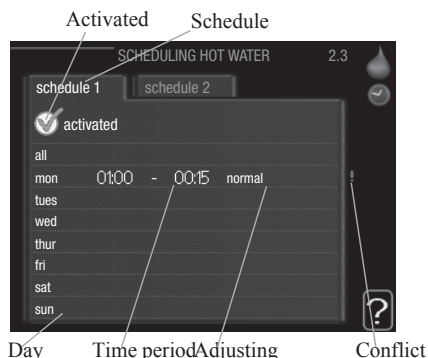 Activated Schedule
SCHEDULING HOT WATER 2.3
schedule 1 schedule 2
activated
all
mon 01:00 - 00:15 normal
tues
wed
thur
fri
sat
sun
!
?
Day Time period Adjusting Conflict